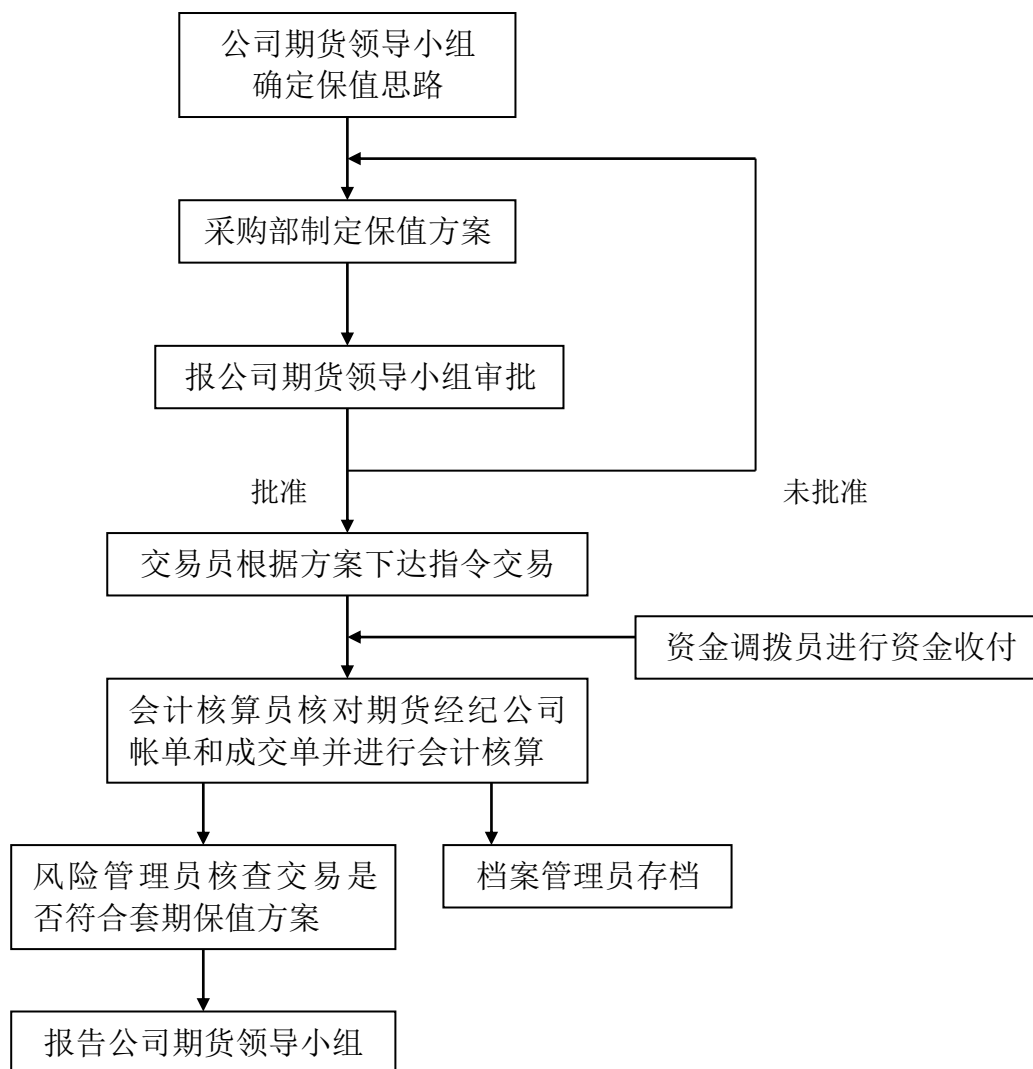 公司期货领导小组
确定保值思路
采购部制定保值方案
报公司期货领导小组审批
批准
未批准
交易员根据方案下达指令交易
资金调拨员进行资金收付
会计核算员核对期货经纪公司
帐单和成交单并进行会计核算
风险管理员核查交易是
否符合套期保值方案
档案管理员存档
报告公司期货领导小组